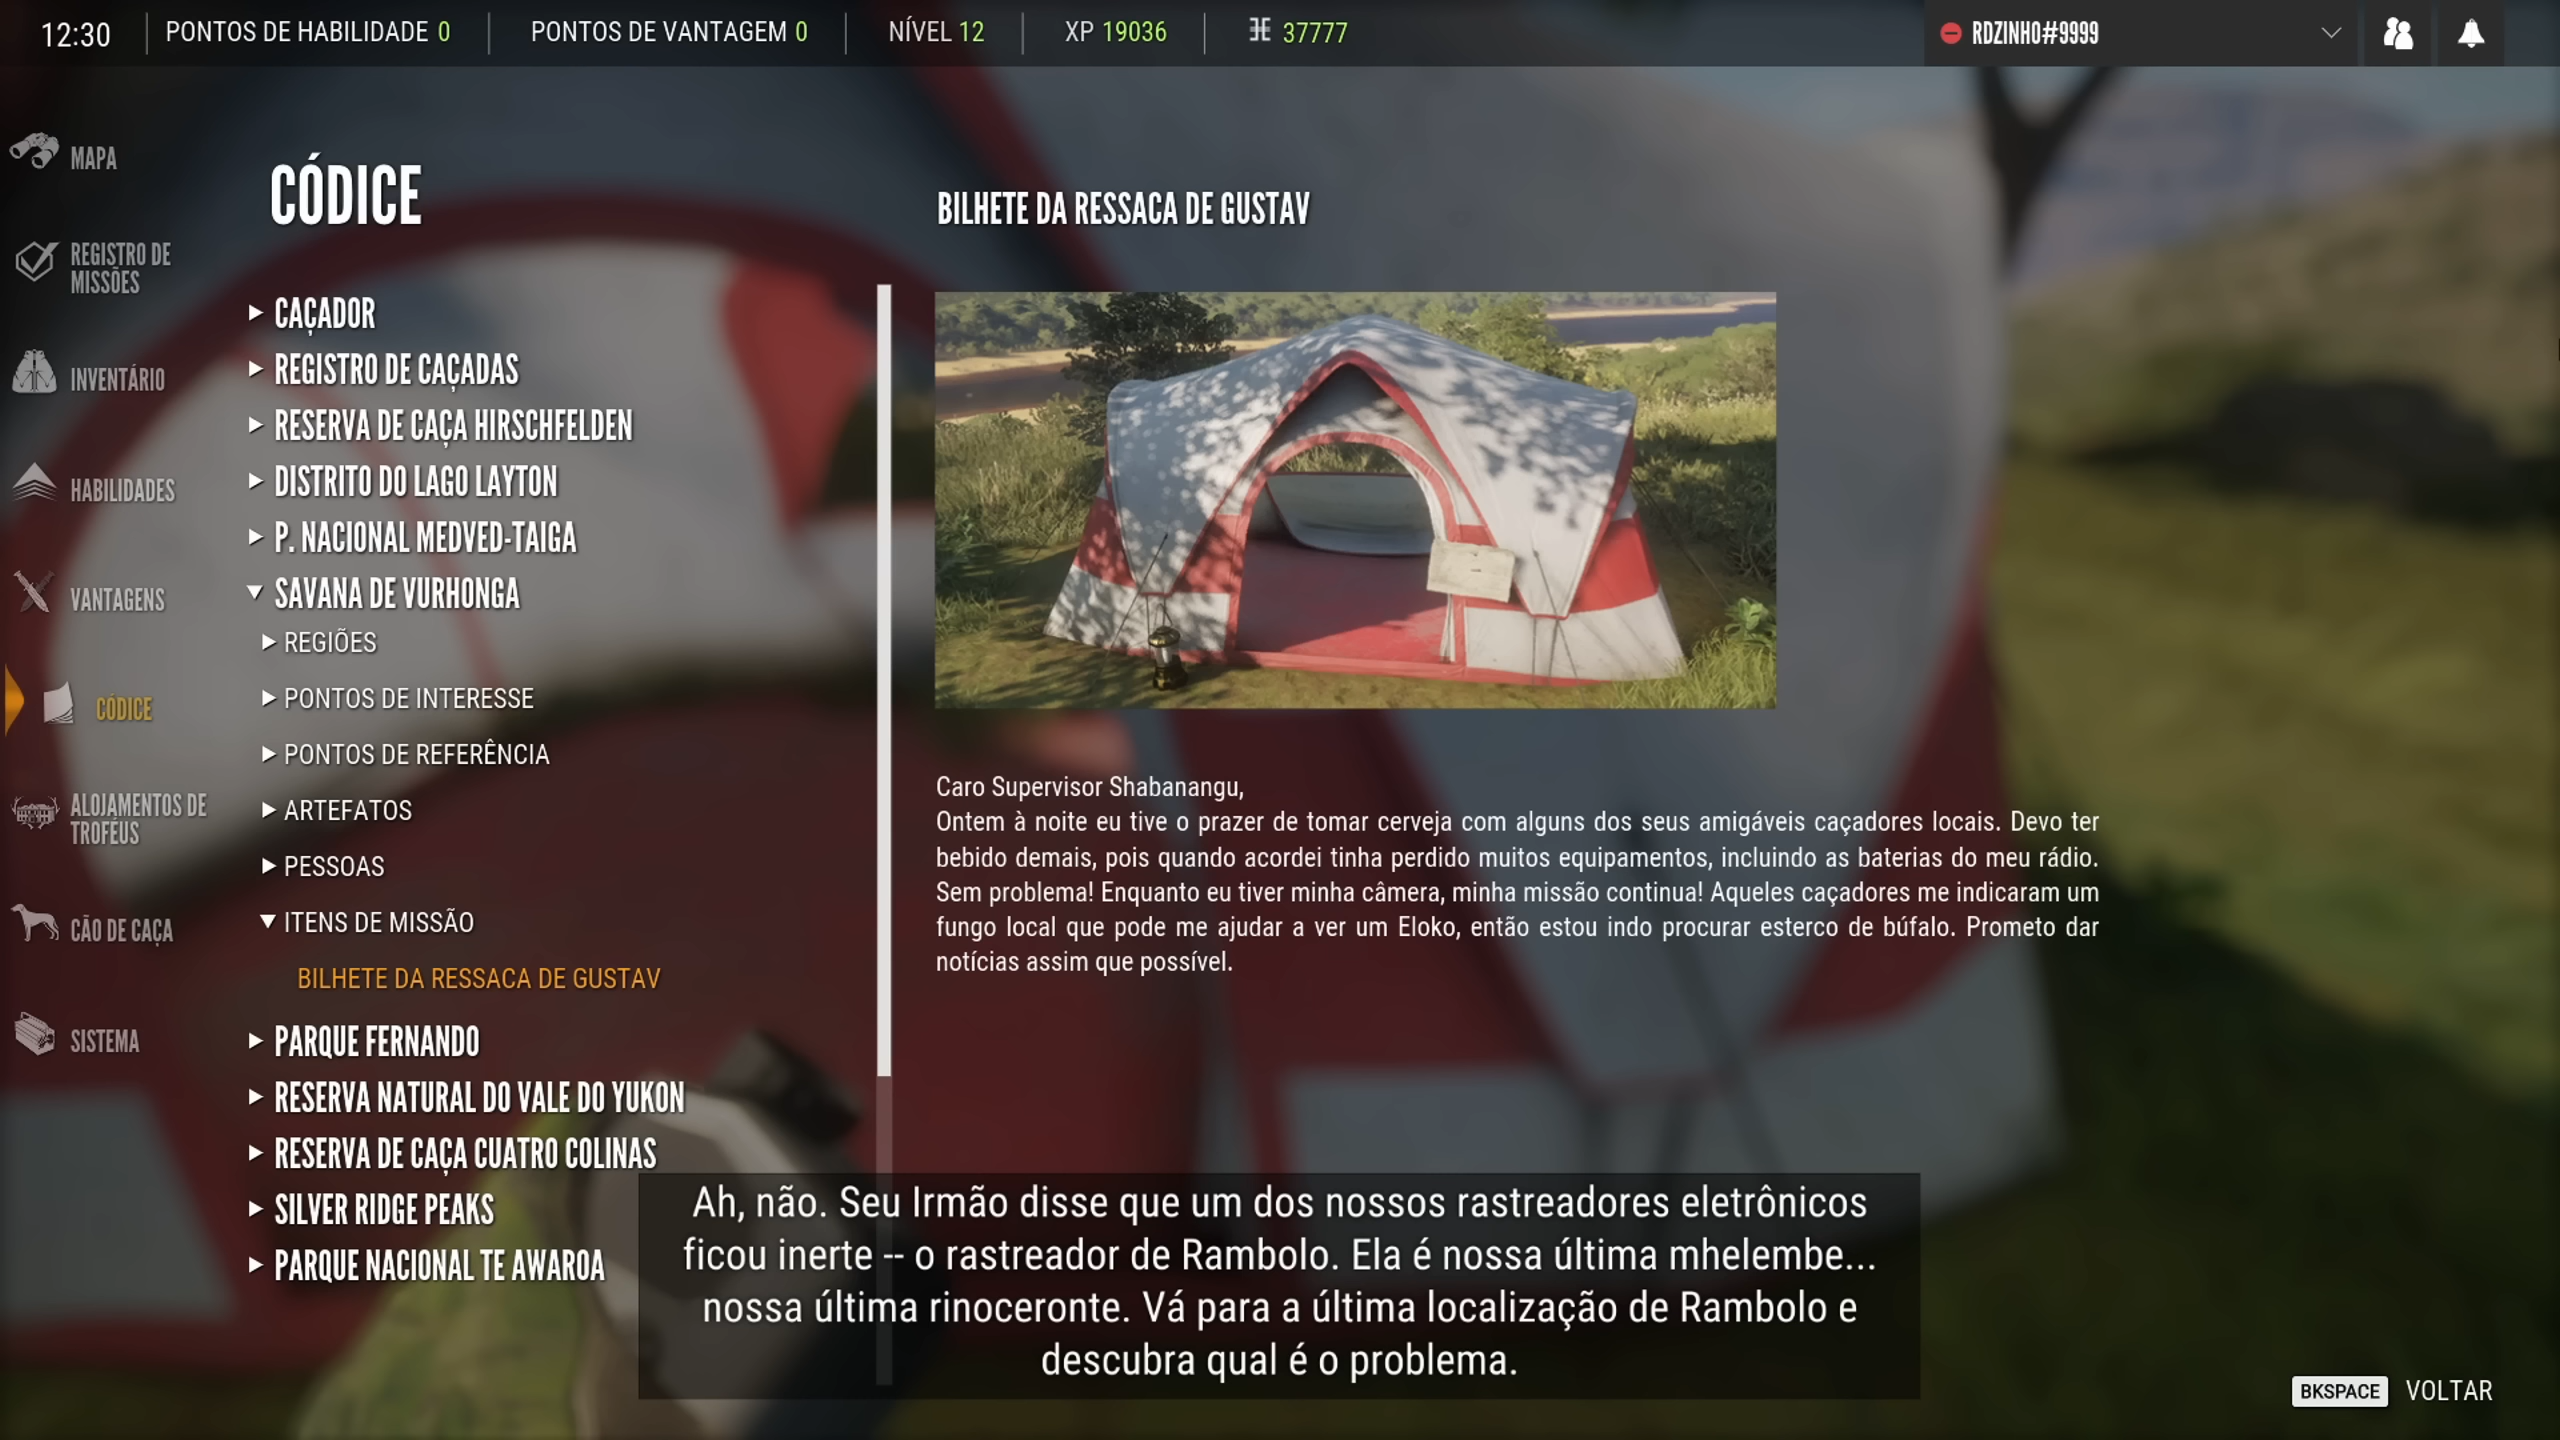 12:30
PONTOS DE HABILIDADE 0
PONTOS DE VANTAGEM 0
NÍVEL 12
XP 19036
37777
RDZINHO#9999
MAPA
REGISTRO DE
MISSÕES
INVENTÁRIO
HABILIDADES
VANTAGENS
CÓDICE
ALOJAMENTOS DE
TROFÉUS
CÃO DE CAÇA
SISTEMA
CÓDICE
CAÇADOR
REGISTRO DE CAÇADAS
RESERVA DE CAÇA HIRSCHFELDEN
DISTRITO DO LAGO LAYTON
P. NACIONAL MEDVED-TAIGA
SAVANA DE VURHONGA
REGIÕES
PONTOS DE INTERESSE
PONTOS DE REFERÊNCIA
ARTEFATOS
PESSOAS
ITENS DE MISSÃO
BILHETE DA RESSACA DE GUSTAV
PARQUE FERNANDO
RESERVA NATURAL DO VALE DO YUKON
RESERVA DE CAÇA CUATRO COLINAS
SILVER RIDGE PEAKS
PARQUE NACIONAL TE AWAROA
BILHETE DA RESSACA DE GUSTAV
Caro Supervisor Shabanangu,
Ontem à noite eu tive o prazer de tomar cerveja com alguns dos seus amigáveis caçadores locais. Devo ter
bebido demais, pois quando acordei tinha perdido muitos equipamentos, incluindo as baterias do meu rádio.
Sem problema! Enquanto eu tiver minha câmera, minha missão continua! Aqueles caçadores me indicaram um
fungo local que pode me ajudar a ver um Eloko, então estou indo procurar esterco de búfalo. Prometo dar
notícias assim que possível.
Ah, não. Seu Irmão disse que um dos nossos rastreadores eletrônicos
ficou inerte -- o rastreador de Rambolo. Ela é nossa última mhelembe...
nossa última rinoceronte. Vá para a última localização de Rambolo e
descubra qual é o problema.
BKSPACE VOLTAR